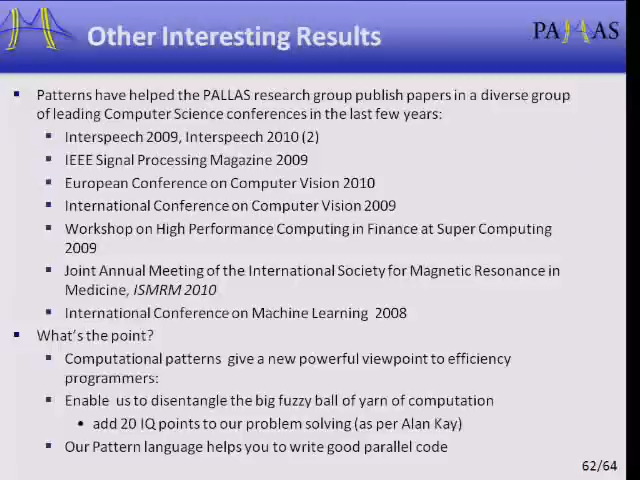 Other Interesting Results
PALLAS
Patterns have helped the PALLAS research group publish papers in a diverse group
of leading Computer Science conferences in the last few years:
Interspeech 2009, Interspeech 2010 (2)
IEEE Signal Processing Magazine 2009
European Conference on Computer Vision 2010
International Conference on Computer Vision 2009
Workshop on High Performance Computing in Finance at Super Computing
2009
Joint Annual Meeting of the International Society for Magnetic Resonance in
Medicine, ISMRM 2010
International Conference on Machine Learning 2008
What's the point?
Computational patterns give a new powerful viewpoint to efficiency
programmers:
Enable us to disentangle the big fuzzy ball of yarn of computation
add 20 IQ points to our problem solving (as per Alan Kay)
Our Pattern language helps you to write good parallel code
62/64